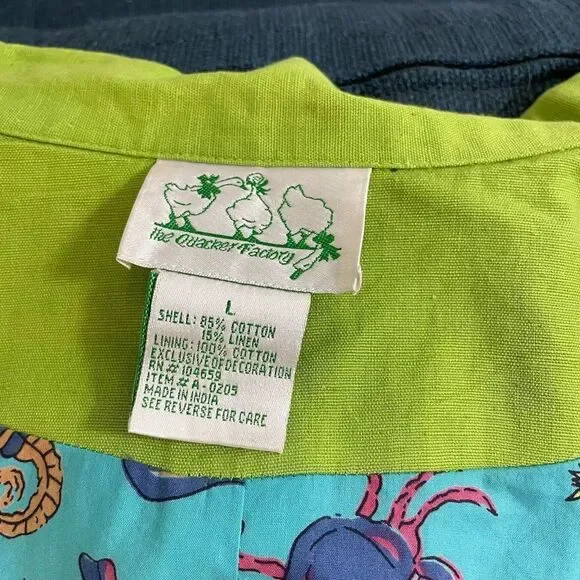 the Quacker Factory
L
SHELL: 85% COTTON
15% LINEN
LINING: 100% COTTON
EXCLUSIVE OF DECORATION
RN# 104659
ITEM# A-0205
MADE IN INDIA
SEE REVERSE FOR CARE